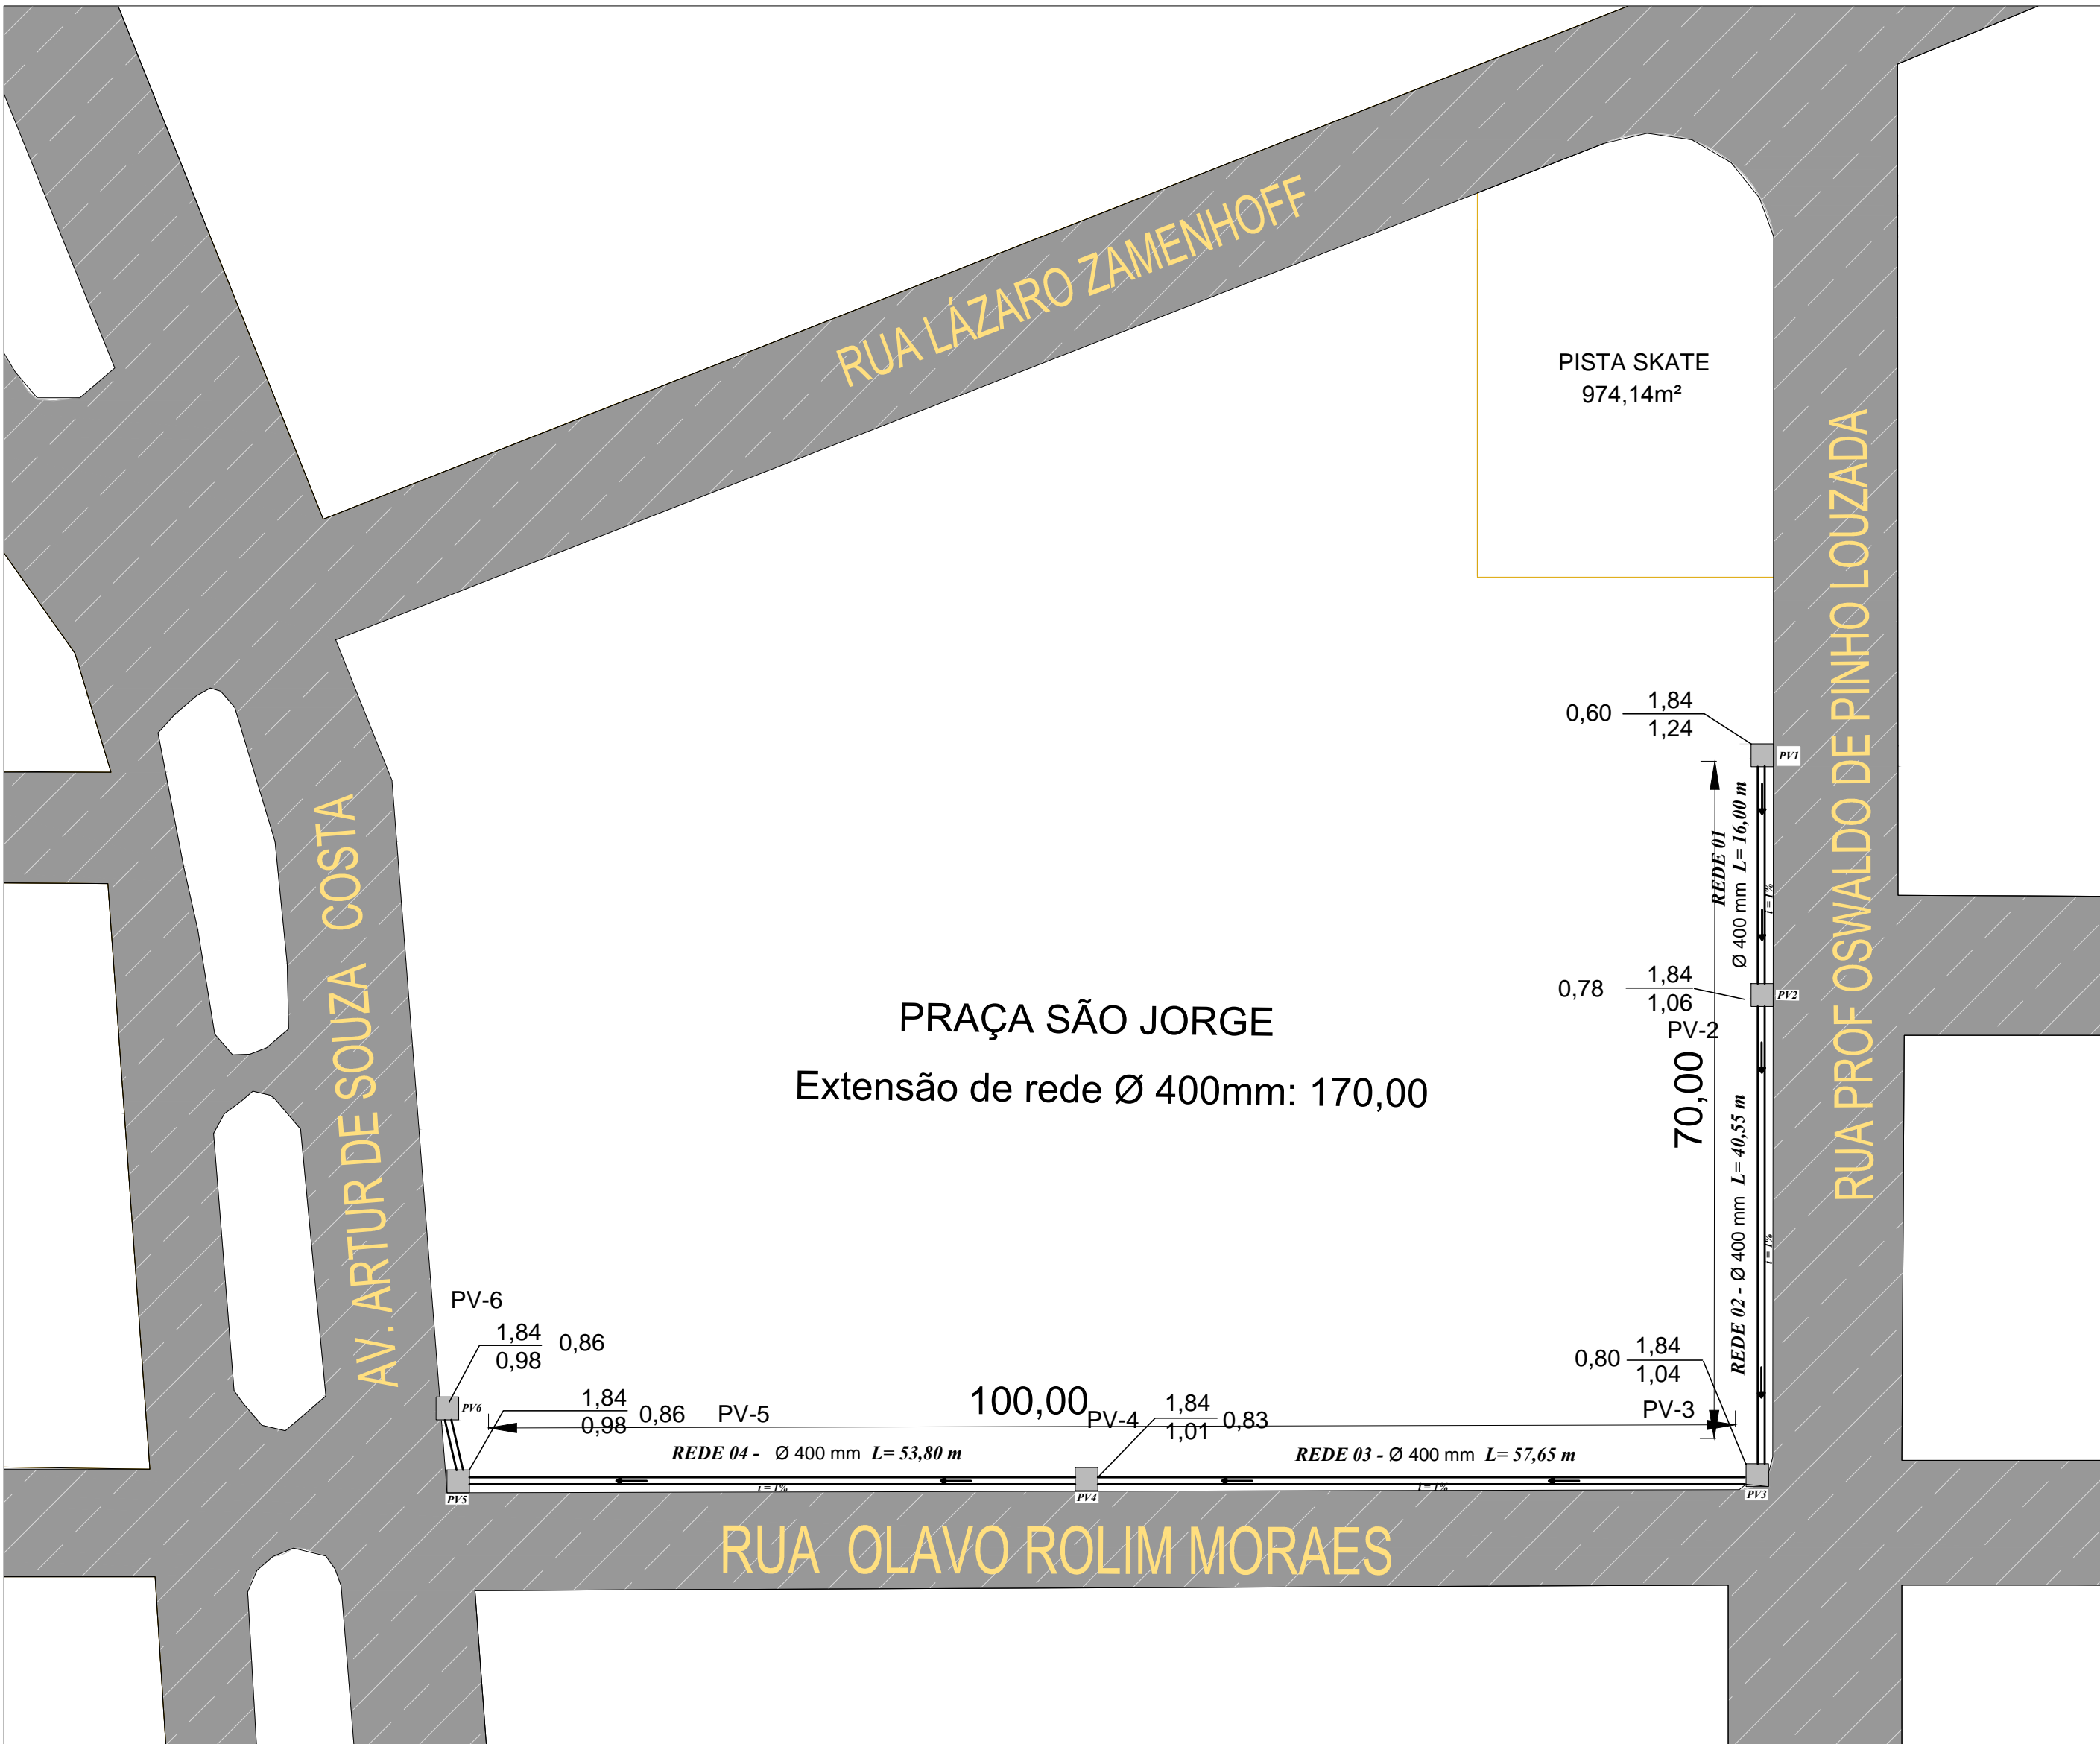 RUA LÁZARO ZAMENHOFF
PISTA SKATE
974,14m²
RUA PROF OSWALDO DE PINHO LOUZADA
0,60
1,84
1,24
PV1
REDE 01
Ø 400 mm L= 16,00 m
i = 1%
0,78
1,84
1,06
PV2
PV-2
70,00
REDE 02 - Ø 400 mm L= 40,55 m
i = 1%
AV. ARTUR DE SOUZA COSTA
PRAÇA SÃO JORGE
Extensão de rede Ø 400mm: 170,00
PV-6
1,84
0,98
0,86
PV6
1,84
0,98
0,86
PV-5
100,00
PV-4
1,84
1,01
0,83
0,80
1,84
1,04
PV-3
REDE 04 - Ø 400 mm L= 53,80 m
REDE 03 - Ø 400 mm L= 57,65 m
i = 1%
i = 1%
PV5
PV4
PV3
RUA OLAVO ROLIM MORAES